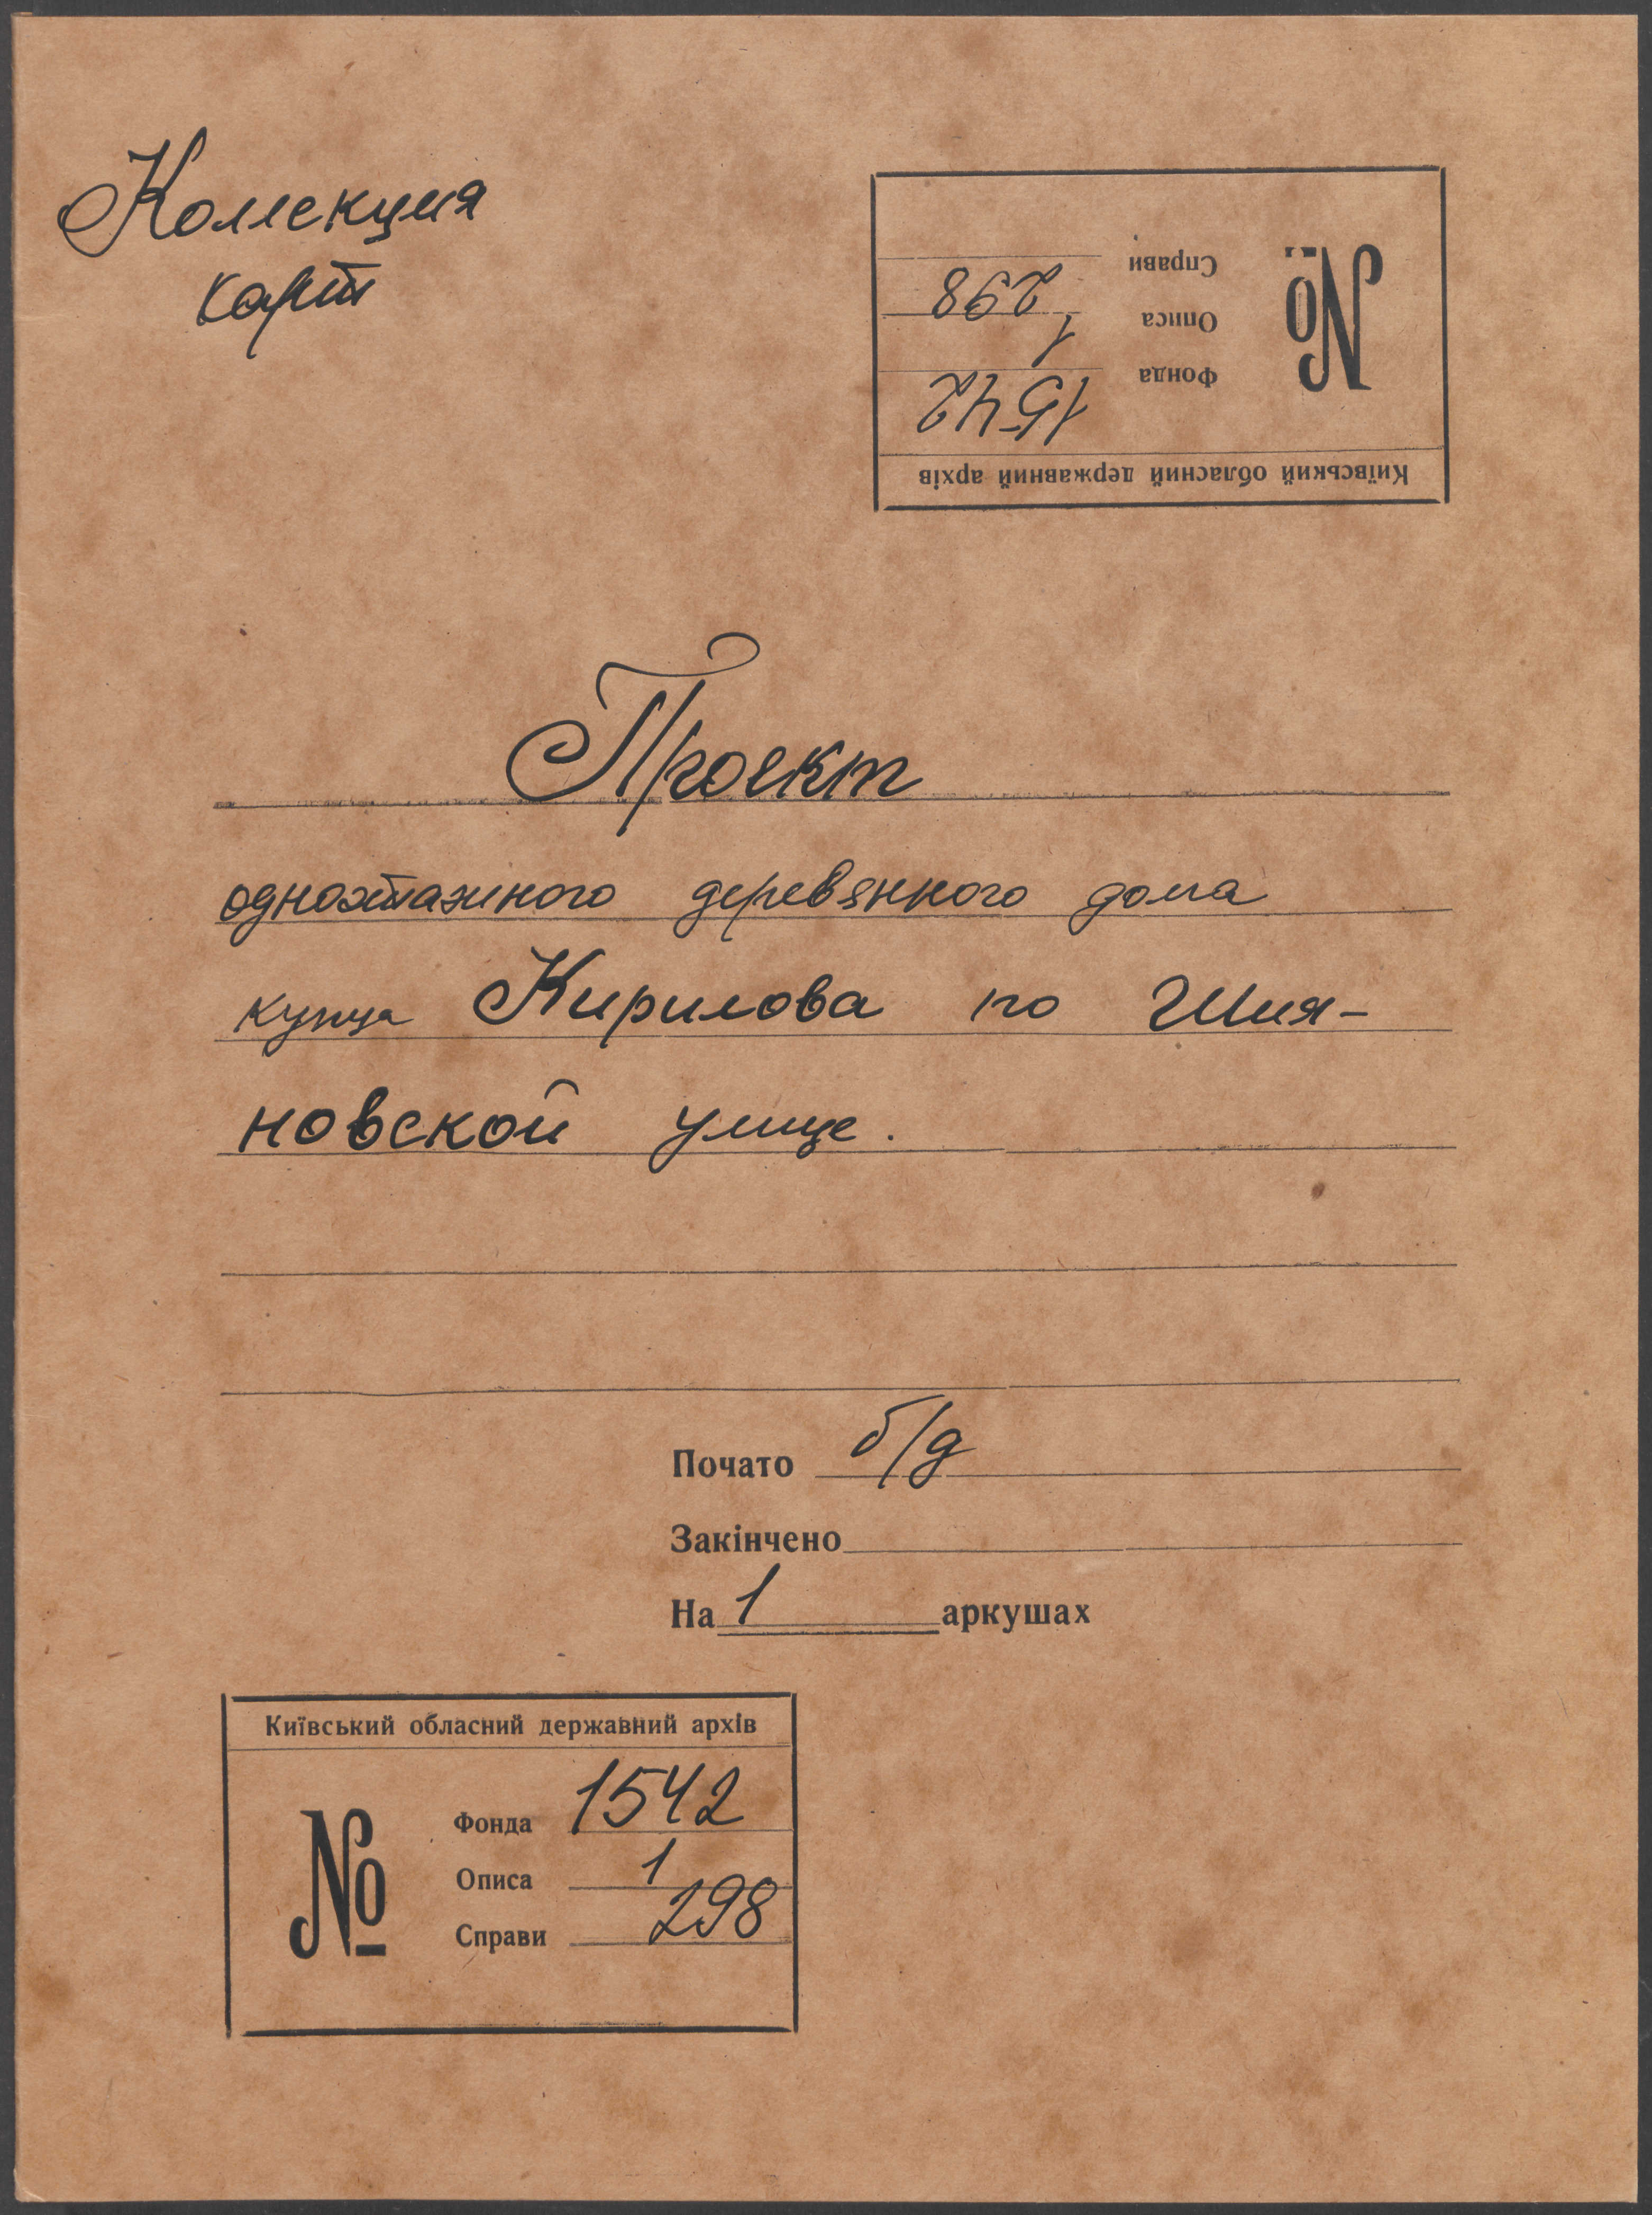 Коллекция
карт
Київський обласний державний архів
№
Фонда 1542
Описа 1
Справи 298
Проект
одноэтажного деревянного дома
купца Кирилова по Шия-
новской улице.
Почато б/д
Закінчено
На 1 аркушах
Київський обласний державний архів
№
Фонда 1542
Описа 1
Справи 298